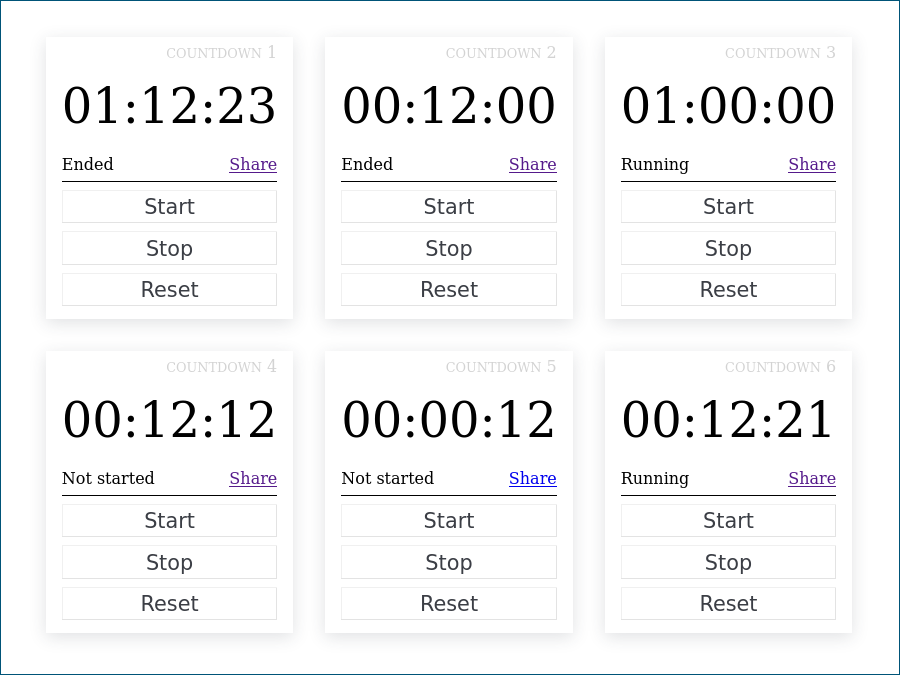 COUNTDOWN 1
01:12:23
Ended Share
Start
Stop
Reset
COUNTDOWN 2
00:12:00
Ended Share
Start
Stop
Reset
COUNTDOWN 3
01:00:00
Running Share
Start
Stop
Reset
COUNTDOWN 4
00:12:12
Not started Share
Start
Stop
Reset
COUNTDOWN 5
00:00:12
Not started Share
Start
Stop
Reset
COUNTDOWN 6
00:12:21
Running Share
Start
Stop
Reset